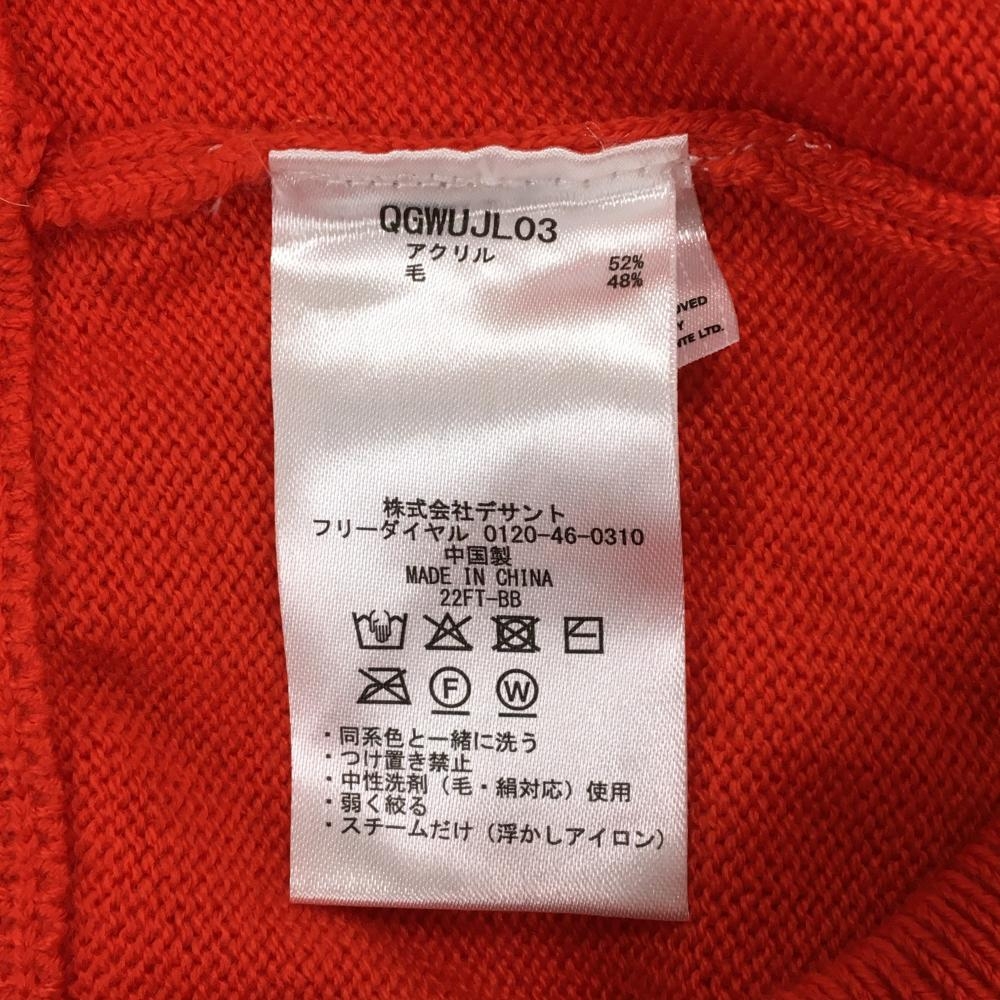 QGWUJL03
アクリル 52%
毛 48%
LTD.
株式会社デサント
フリーダイヤル 0120-46-0310
中国製
MADE IN CHINA
22FT-BB
F W
・同系色と一緒に洗う
・つけ置き禁止
・中性洗剤（毛・絹対応）使用
・弱く絞る
・スチームだけ（浮かしアイロン）